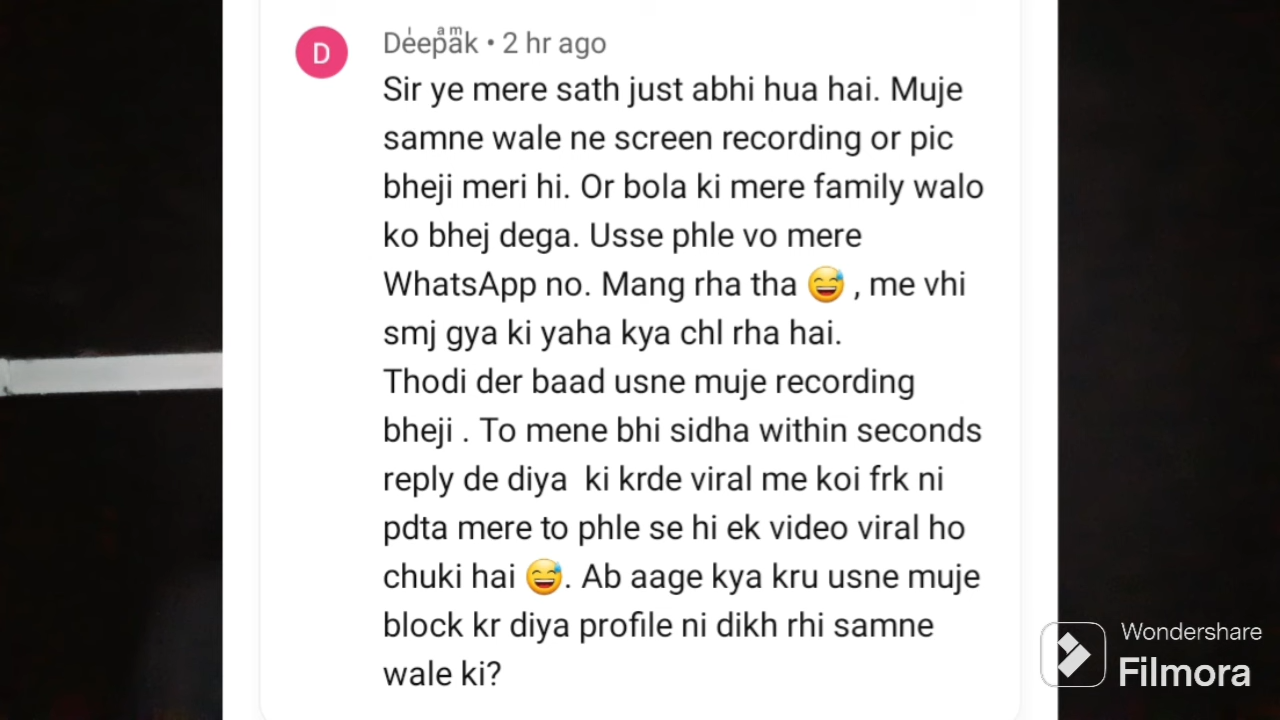 D
Deepak • 2 hr ago
Sir ye mere sath just abhi hua hai. Muje
samne wale ne screen recording or pic
bheji meri hi. Or bola ki mere family walo
ko bhej dega. Usse phle vo mere
WhatsApp no. Mang rha tha 😅 , me vhi
smj gya ki yaha kya chl rha hai.
Thodi der baad usne muje recording
bheji . To mene bhi sidha within seconds
reply de diya  ki krde viral me koi frk ni
pdta mere to phle se hi ek video viral ho
chuki hai 😅. Ab aage kya kru usne muje
block kr diya profile ni dikh rhi samne
wale ki?
Wondershare
Filmora